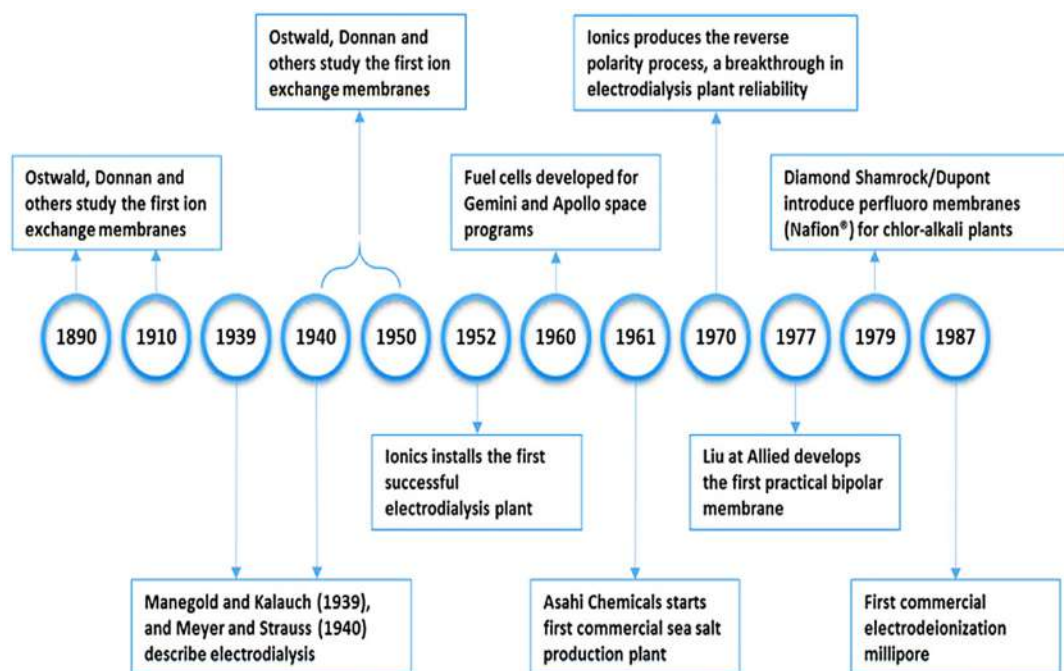 Ostwald, Donnan and
others study the first ion
exchange membranes
Ionics produces the reverse
polarity process, a breakthrough in
electrodialysis plant reliability
Ostwald, Donnan and
others study the first ion
exchange membranes
Fuel cells developed for
Gemini and Apollo space
programs
Diamond Shamrock/Dupont
introduce perfluoro membranes
(Nafion®) for chlor-alkali plants
1890
1910
1939
1940
1950
1952
1960
1961
1970
1977
1979
1987
Ionics installs the first
successful
electrodialysis plant
Liu at Allied develops
the first practical bipolar
membrane
Manegold and Kalauch (1939),
and Meyer and Strauss (1940)
describe electrodialysis
Asahi Chemicals starts
first commercial sea salt
production plant
First commercial
electrodeionization
millipore